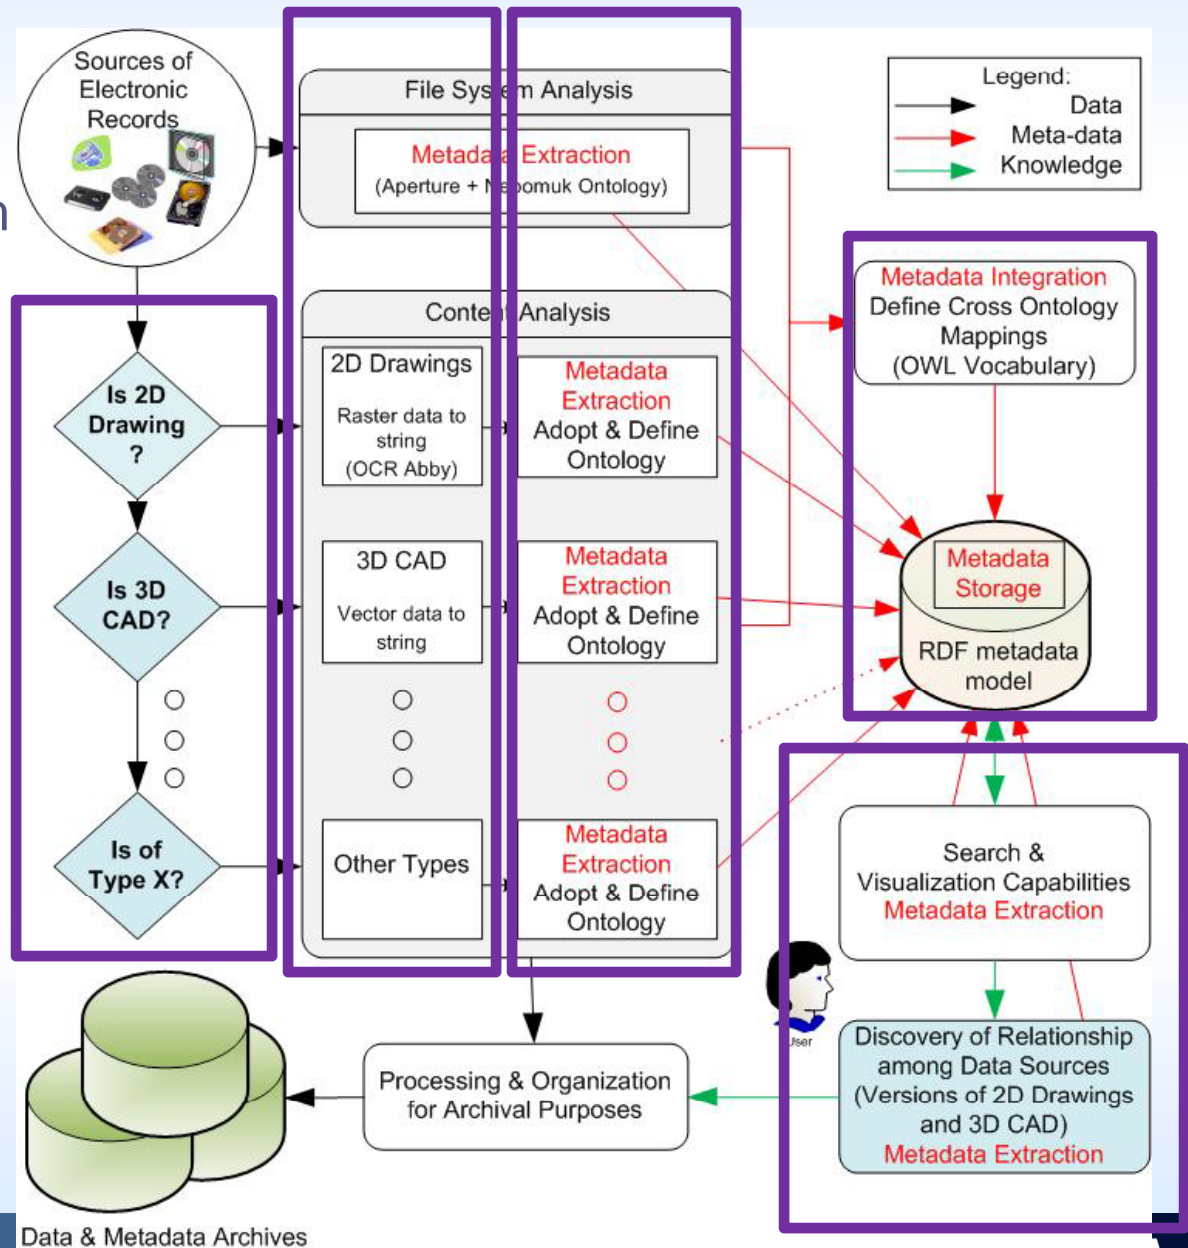 Sources of
Electronic
Records
File System Analysis
Metadata Extraction
(Aperture + Nepomuk Ontology)
Legend:
Data
Meta-data
Knowledge
n
Content Analysis
2D Drawings
Raster data to
string
(OCR Abby)
Metadata
Extraction
Adopt & Define
Ontology
Metadata Integration
Define Cross Ontology
Mappings
(OWL Vocabulary)
Is 2D
Drawing
?
Is 3D
CAD?
3D CAD
Vector data to
string
Metadata
Extraction
Adopt & Define
Ontology
Metadata
Storage
RDF metadata
model
Is of
Type X?
Other Types
Metadata
Extraction
Adopt & Define
Ontology
Search &
Visualization Capabilities
Metadata Extraction
User
Discovery of Relationship
among Data Sources
(Versions of 2D Drawings
and 3D CAD)
Metadata Extraction
Processing & Organization
for Archival Purposes
Data & Metadata Archives